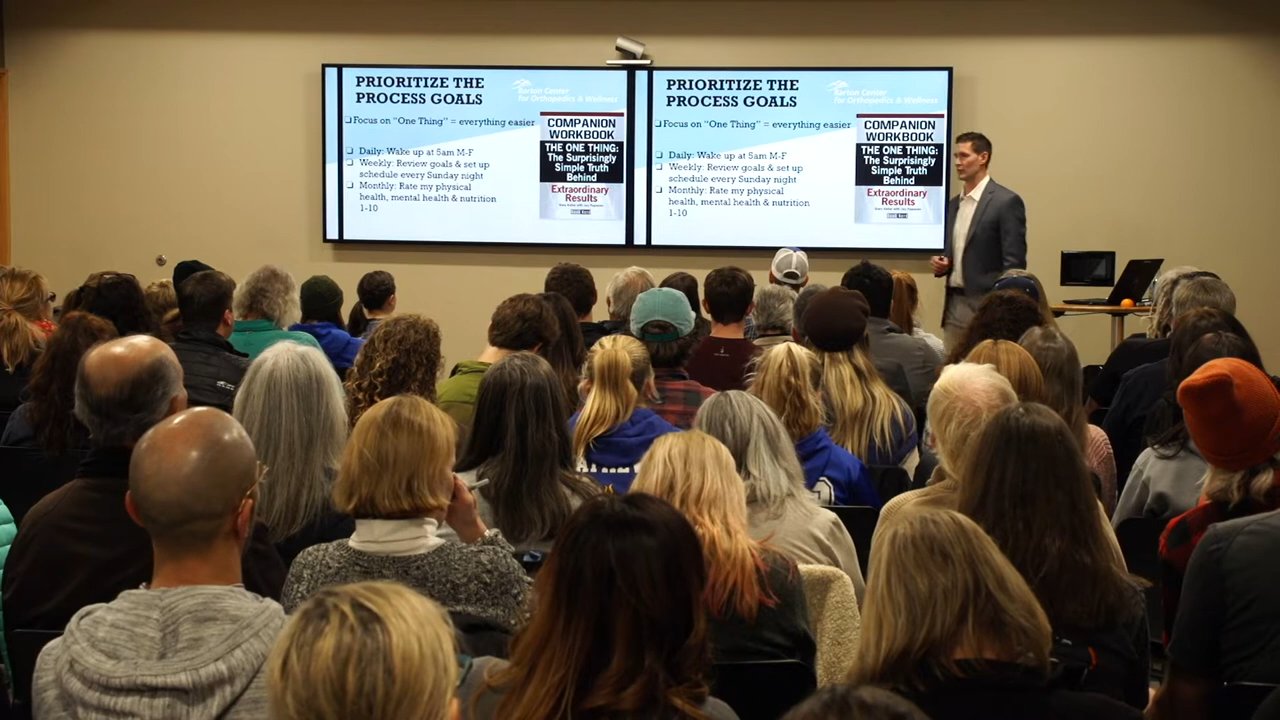 PRIORITIZE THE
PROCESS GOALS
Barton Center
for Orthopedics & Wellness
❑Focus on “One Thing” = everything easier
❑ Daily: Wake up at 5am M-F
❑ Weekly: Review goals & set up
schedule every Sunday night
❑ Monthly: Rate my physical
health, mental health & nutrition
1-10
COMPANION
WORKBOOK
THE ONE THING:
The Surprisingly
Simple Truth
Behind
Extraordinary
Results
PRIORITIZE THE
PROCESS GOALS
Barton Center
for Orthopedics & Wellness
❑Focus on “One Thing” = everything easier
❑ Daily: Wake up at 5am M-F
❑ Weekly: Review goals & set up
schedule every Sunday night
❑ Monthly: Rate my physical
health, mental health & nutrition
1-10
COMPANION
WORKBOOK
THE ONE THING:
The Surprisingly
Simple Truth
Behind
Extraordinary
Results